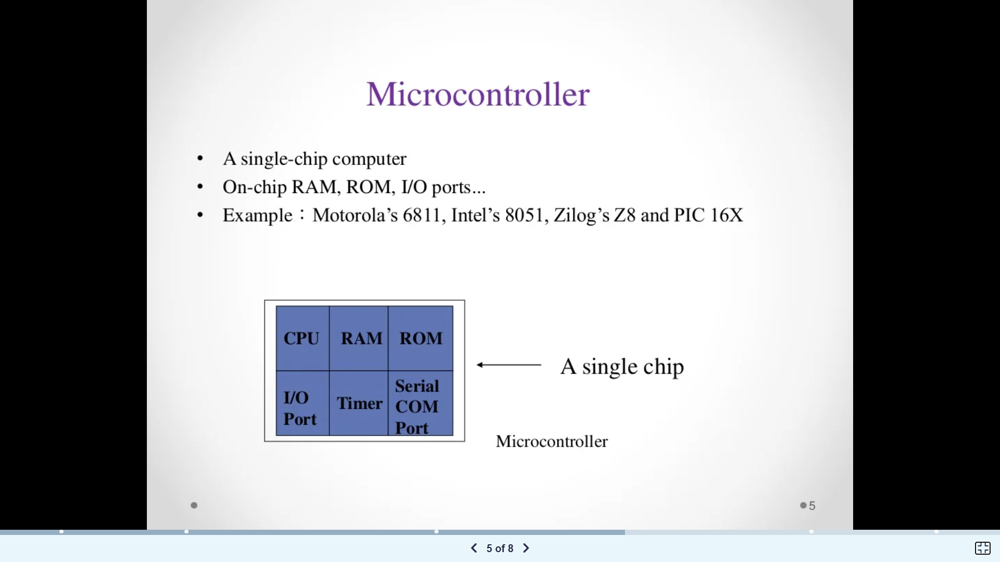 Microcontroller
• A single-chip computer
• On-chip RAM, ROM, I/O ports...
• Example：Motorola’s 6811, Intel’s 8051, Zilog’s Z8 and PIC 16X
CPU RAM ROM
I/O
Port
Timer
Serial
COM
Port
A single chip
Microcontroller
5
5 of 8